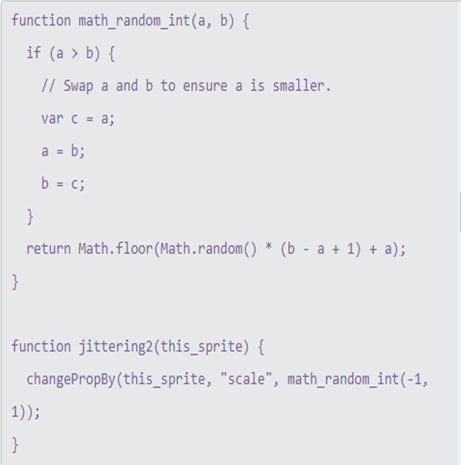 function math_random_int(a, b) {
  if (a > b) {
    // Swap a and b to ensure a is smaller.
    var c = a;
    a = b;
    b = c;
  }
  return Math.floor(Math.random() * (b - a + 1) + a);
}

function jittering2(this_sprite) {
  changePropBy(this_sprite, "scale", math_random_int(-1,
1));
}